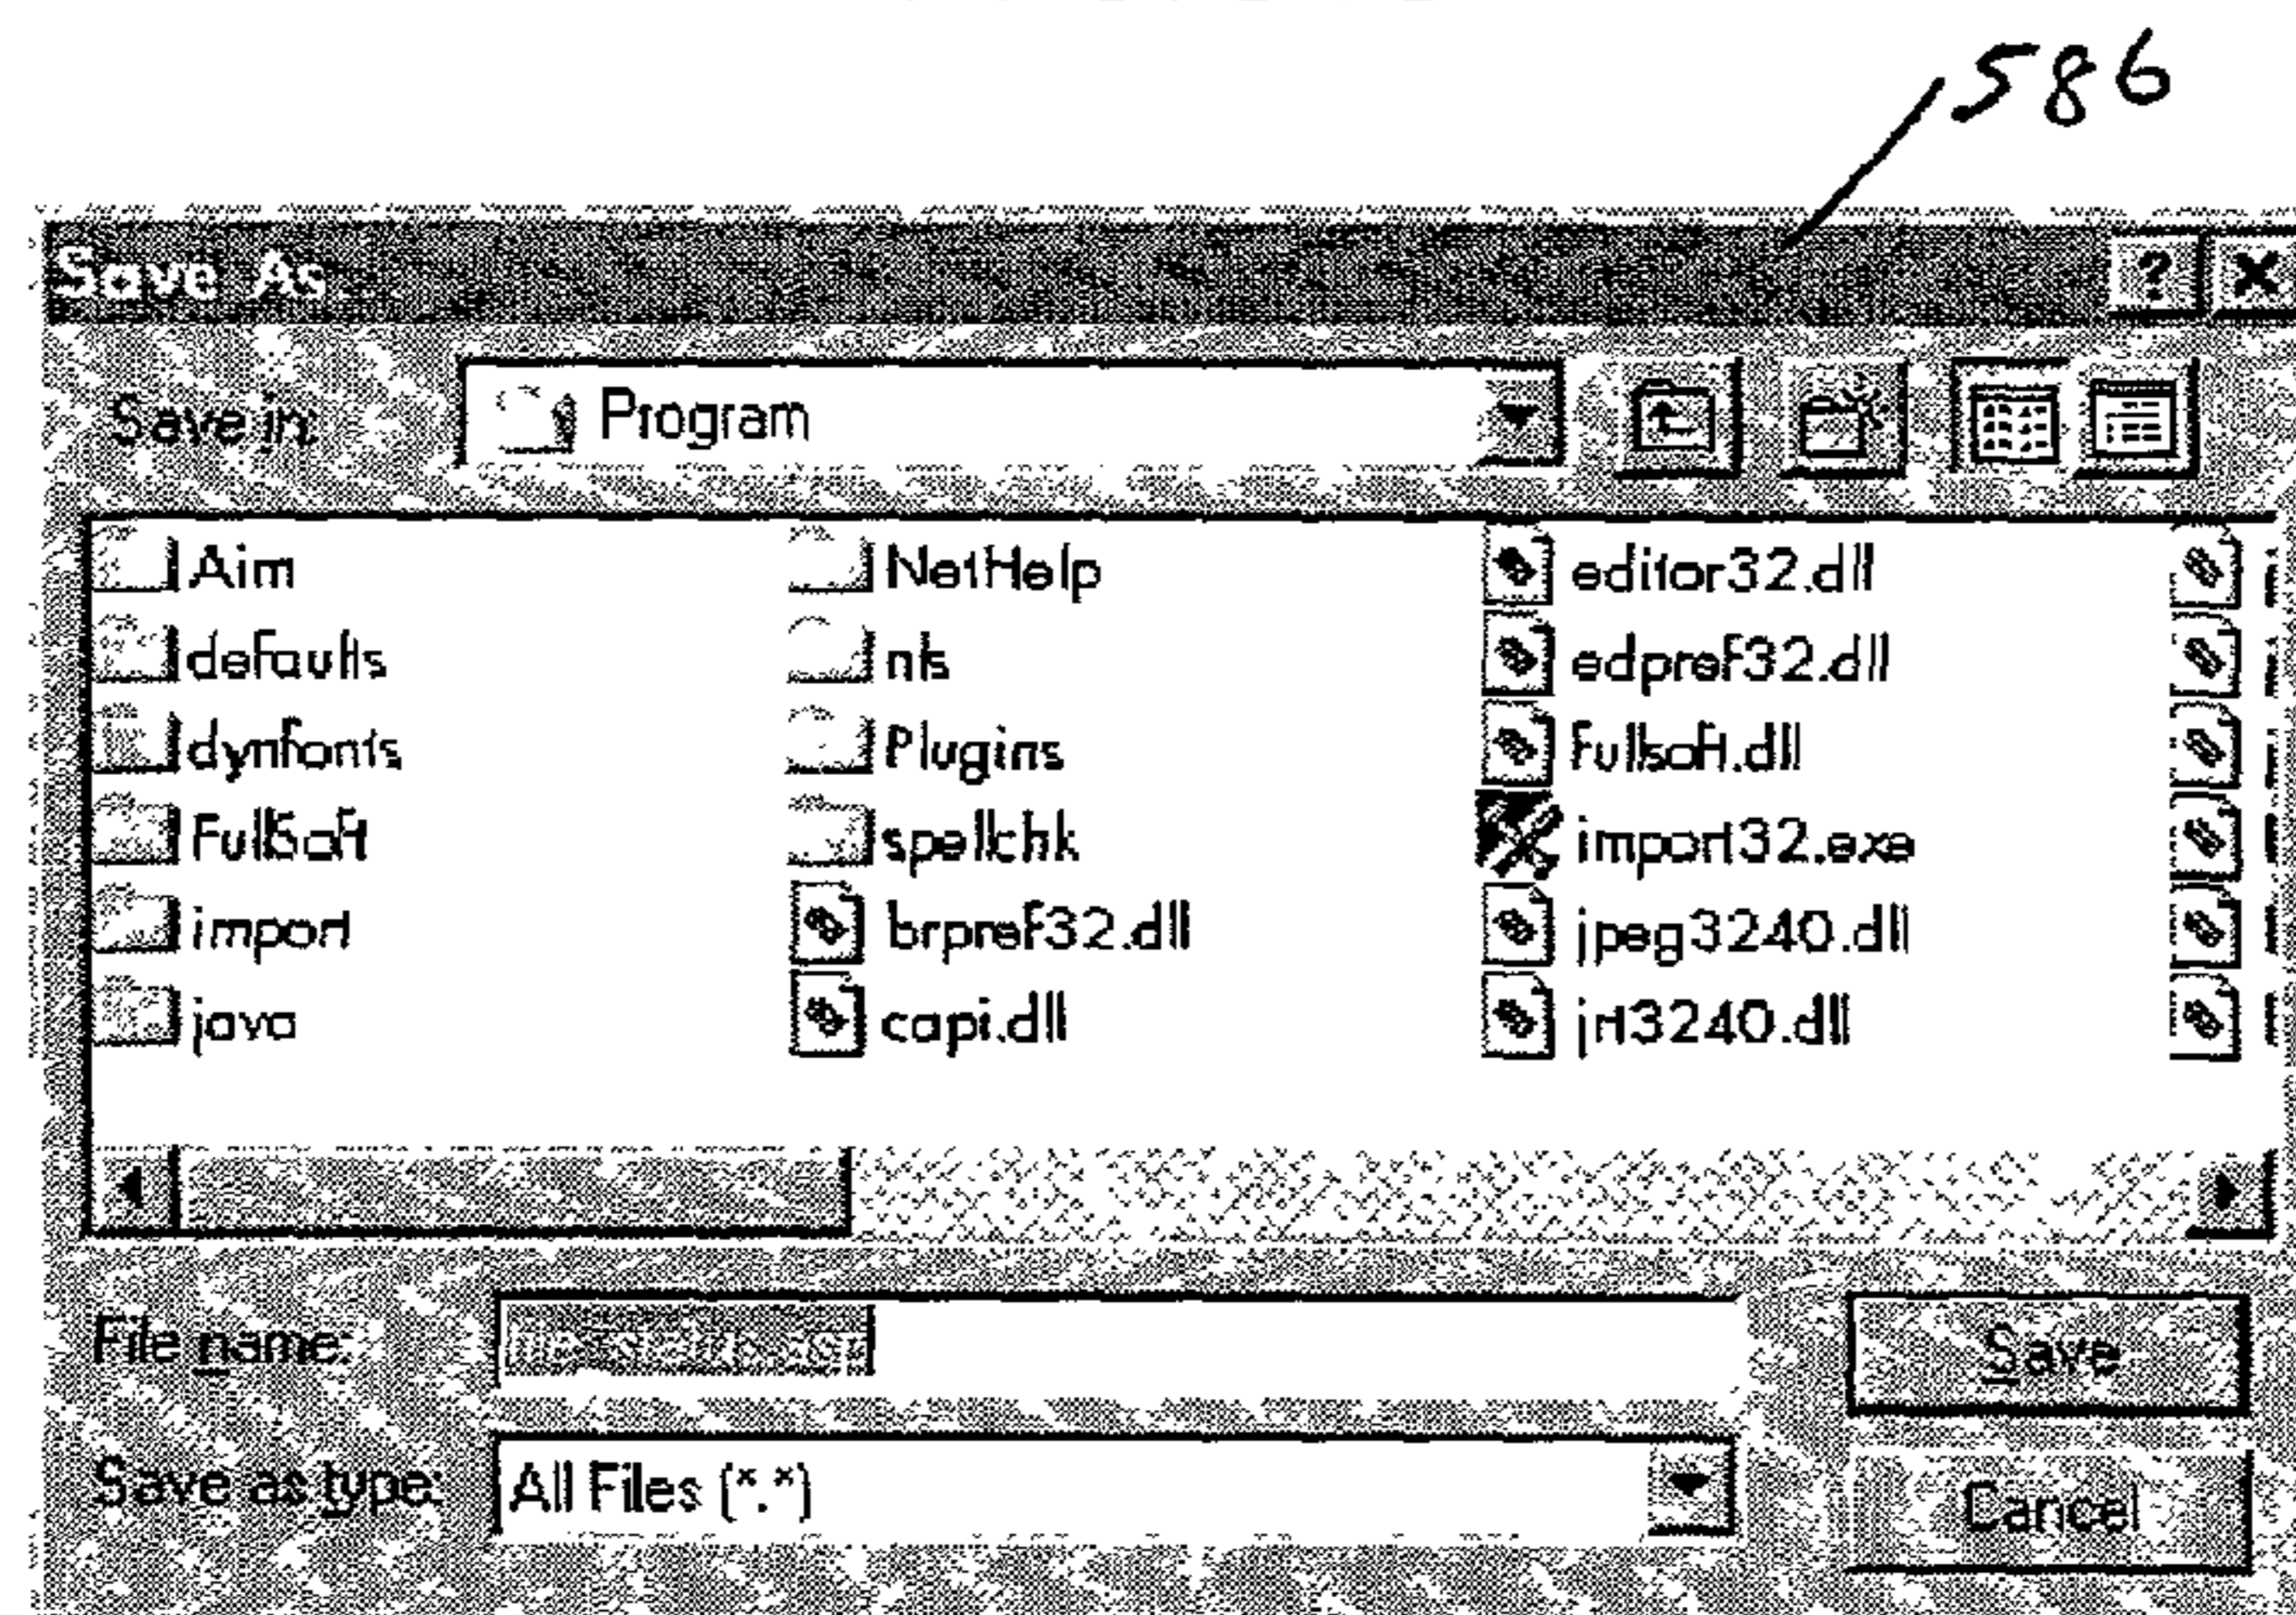 586
Save As...
Save in: Program
Aim NetHelp editor32.dll
defaults nls edpref32.dll
dynfonts Plugins fullsoft.dll
FullSoft spellchk import32.exe
import brpref32.dll jpeg3240.dll
java capi.dll jrt3240.dll
File name: Save
Save as type: All Files (*.*) Cancel